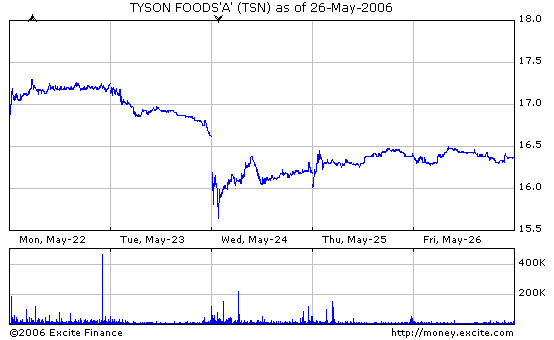 TYSON FOODS'A' (TSN) as of 26-May-2006
18.0
17.5
17.0
16.5
16.0
15.5
Mon, May-22 Tue, May-23 Wed, May-24 Thu, May-25 Fri, May-26
400K
200K
©2006 Excite Finance http://money.excite.com